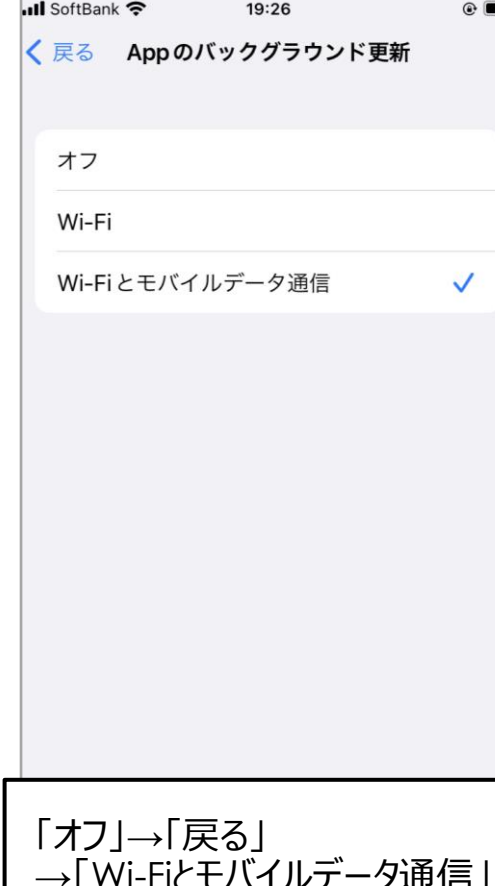 SoftBank 19:26
戻る Appのバックグラウンド更新
オフ
Wi-Fi
Wi-Fiとモバイルデータ通信
「オフ」→「戻る」
→「Wi-Fiとモバイルデータ通信」